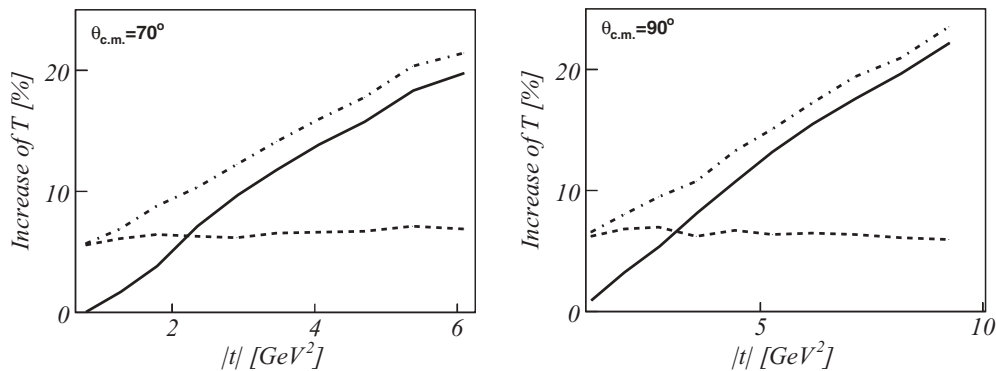 θc.m.=70°
Increase of T [%]
20
10
0
2 4 6
|t| [GeV²]
θc.m.=90°
Increase of T [%]
20
10
0
5 10
|t| [GeV²]